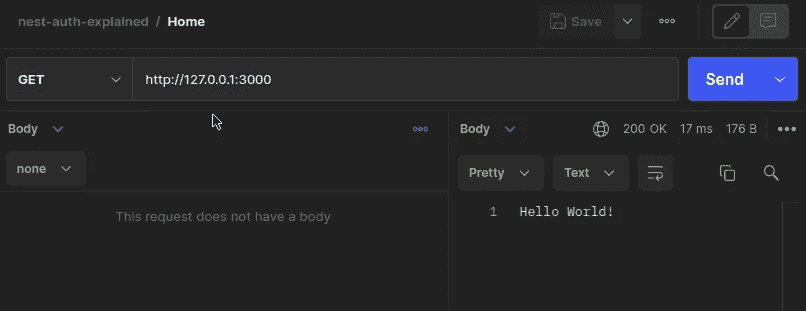 nest-auth-explained / Home
Save
GET
http://127.0.0.1:3000
Send
Body
Body
200 OK 17 ms 176 B
none
Pretty
Text
This request does not have a body
1 Hello World!